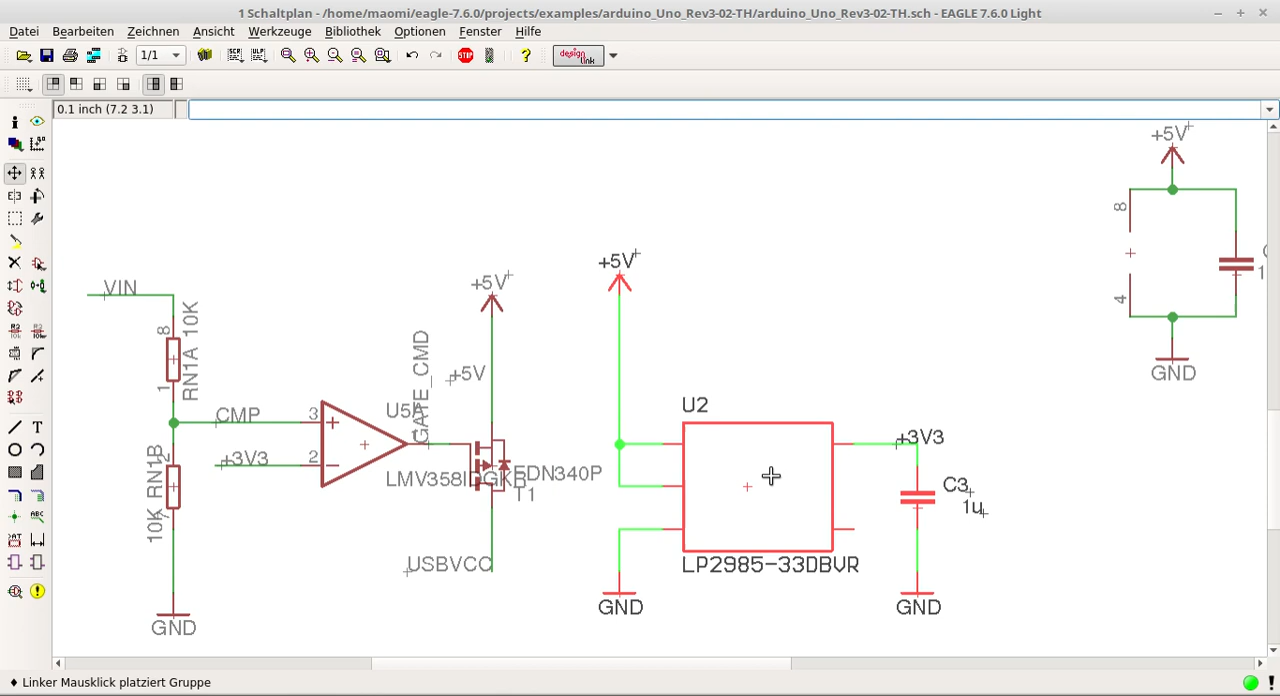 1 Schaltplan - /home/maomi/eagle-7.6.0/projects/examples/arduino_Uno_Rev3-02-TH/arduino_Uno_Rev3-02-TH.sch - EAGLE 7.6.0 Light
Datei Bearbeiten Zeichnen Ansicht Werkzeuge Bibliothek Optionen Fenster Hilfe
1/1
STOP
design link
0.1 inch (7.2 3.1)
+5V
8
4
GND
VIN
8
RN1A 10K
1
CMP
3
2
+3V3
10K RN1B
GND
U5A
LMV358IDGKR
GATE_CMD
+5V
+5V
FDN340P
T1
USBVCC
+5V
U2
LP2985-33DBVR
GND
+3V3
C3
1u
GND
Linker Mausklick platziert Gruppe